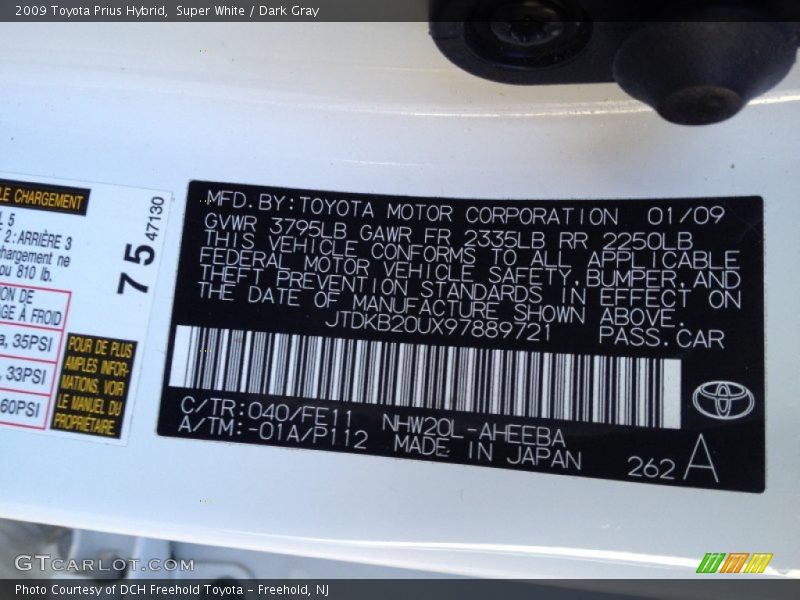 2009 Toyota Prius Hybrid, Super White / Dark Gray
LE CHARGEMENT
5
2:ARRIÈRE 3
chargement ne
ou 810 lb.
75 47130
ION DE
GE À FROID
35PSI
33PSI
60PSI
POUR DE PLUS
AMPLES INFOR-
MATIONS, VOIR
LE MANUEL DU
PROPRIÉTAIRE.
MFD.BY:TOYOTA MOTOR CORPORATION 01/09
GVWR 3795LB GAWR FR 2335LB RR 2250LB
THIS VEHICLE CONFORMS TO ALL APPLICABLE
FEDERAL MOTOR VEHICLE SAFETY,BUMPER,AND
THEFT PREVENTION STANDARDS IN EFFECT ON
THE DATE OF MANUFACTURE SHOWN ABOVE.
JTDKB20UX97889721 PASS.CAR
C/TR:040/FE11 NHW20L-AHEEBA
A/TM:-01A/P112 MADE IN JAPAN 262 A
GTCARLOT.COM
Photo Courtesy of DCH Freehold Toyota - Freehold, NJ